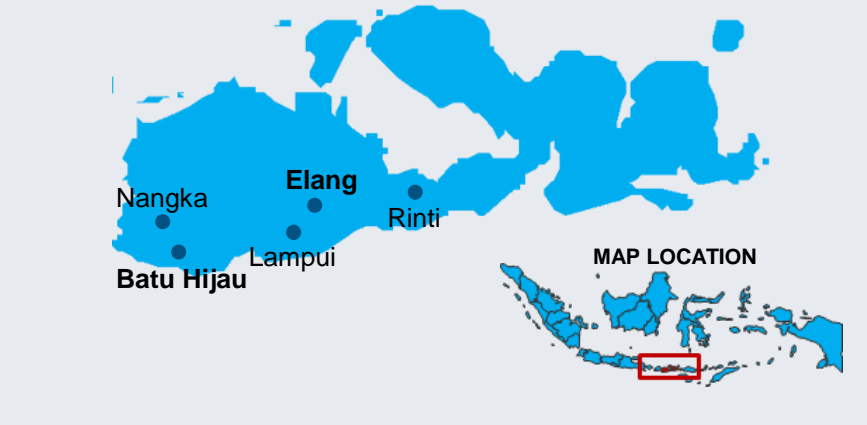 Elang
Nangka
Rinti
Lampui
Batu Hijau
MAP LOCATION